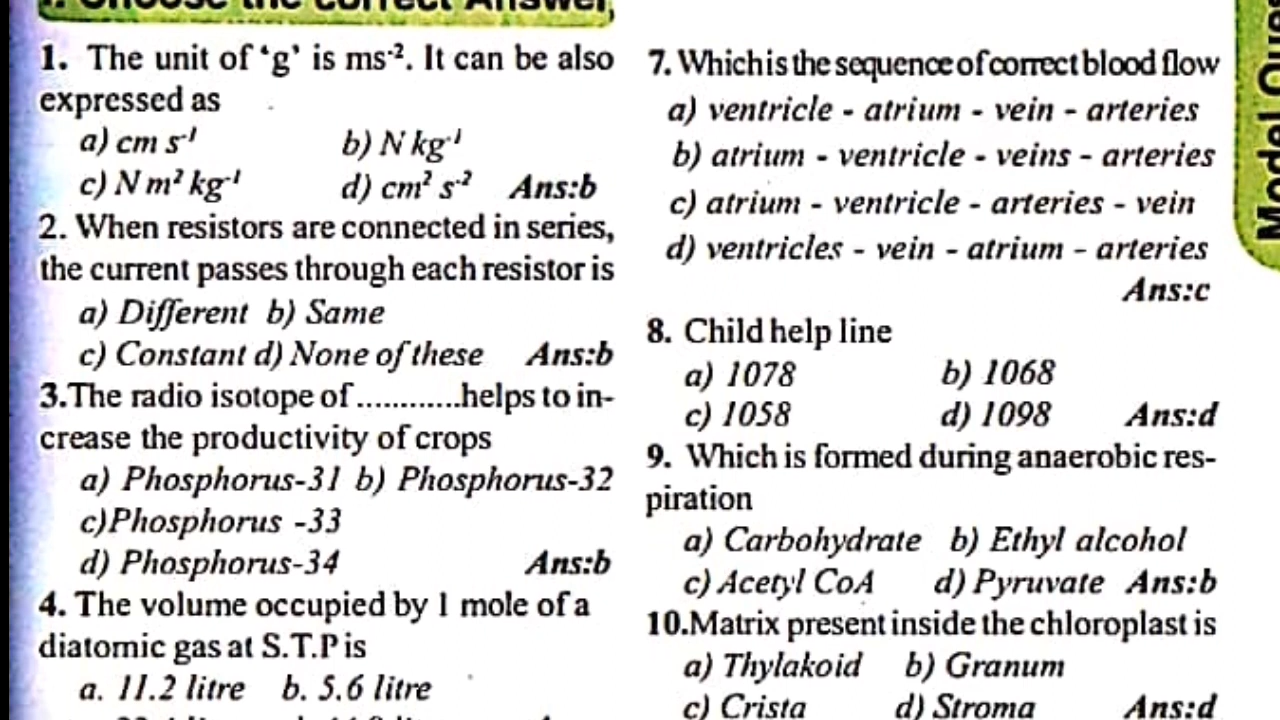 I. Choose the correct Answer,
1. The unit of ‘g’ is ms⁻². It can be also
expressed as
a) cm s⁻¹ b) N kg⁻¹
c) N m² kg⁻¹ d) cm² s⁻² Ans:b
2. When resistors are connected in series,
the current passes through each resistor is
a) Different b) Same
c) Constant d) None of these Ans:b
3.The radio isotope of ............helps to in-
crease the productivity of crops
a) Phosphorus-31 b) Phosphorus-32
c)Phosphorus -33
d) Phosphorus-34 Ans:b
4. The volume occupied by 1 mole of a
diatomic gas at S.T.P is
a. 11.2 litre b. 5.6 litre
7. Which is the sequence of correct blood flow
a) ventricle - atrium - vein - arteries
b) atrium - ventricle - veins - arteries
c) atrium - ventricle - arteries - vein
d) ventricles - vein - atrium - arteries
Ans:c
8. Child help line
a) 1078 b) 1068
c) 1058 d) 1098 Ans:d
9. Which is formed during anaerobic res-
piration
a) Carbohydrate b) Ethyl alcohol
c) Acetyl CoA d) Pyruvate Ans:b
10.Matrix present inside the chloroplast is
a) Thylakoid b) Granum
c) Crista d) Stroma Ans:d
Model